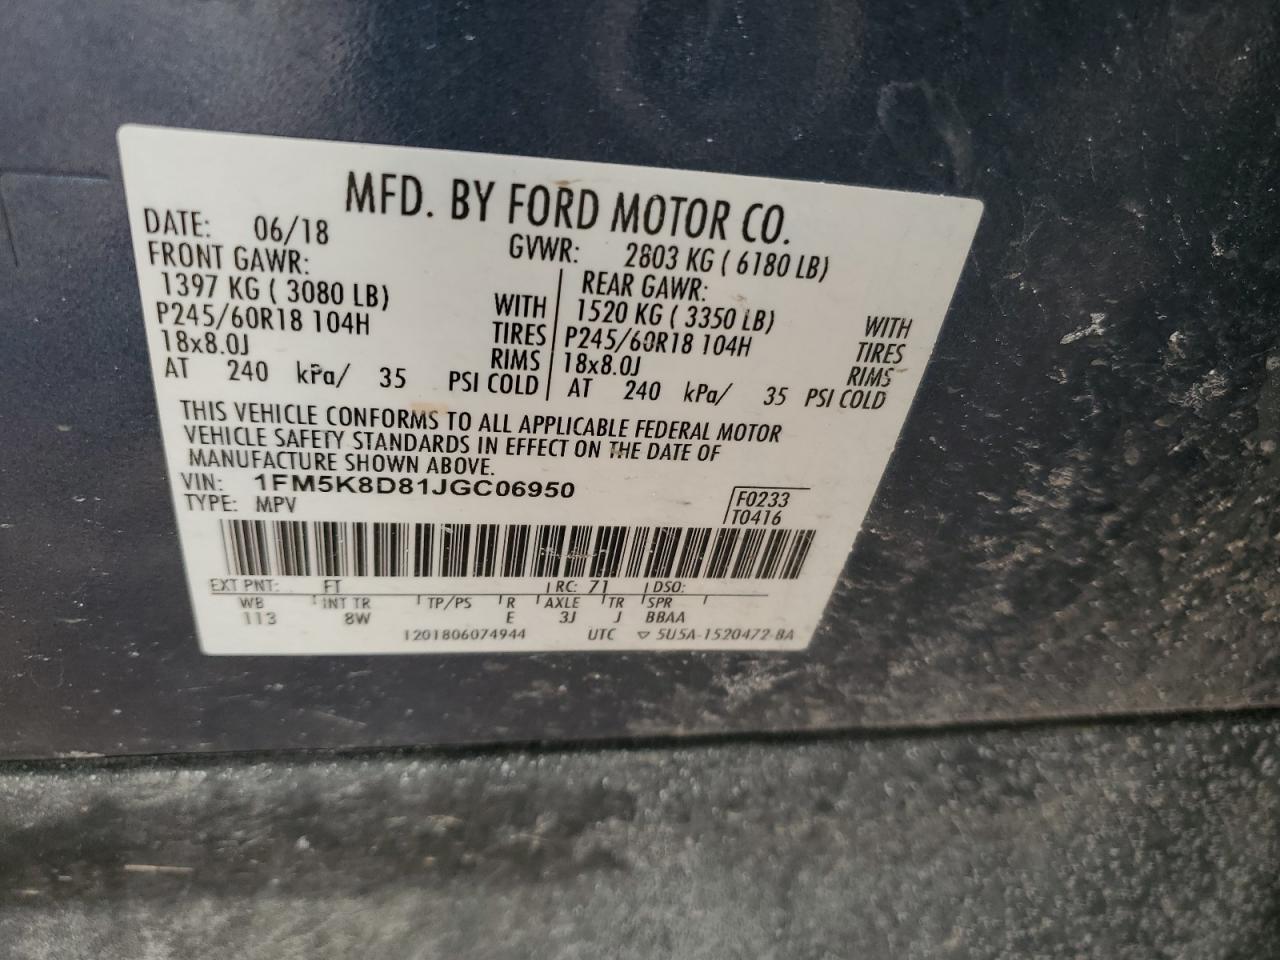 MFD. BY FORD MOTOR CO.
DATE: 06/18 GVWR: 2803 KG ( 6180 LB)
FRONT GAWR: REAR GAWR:
1397 KG ( 3080 LB) WITH 1520 KG ( 3350 LB) WITH
P245/60R18 104H TIRES P245/60R18 104H TIRES
18x8.0J RIMS 18x8.0J RIMS
AT 240 kPa/ 35 PSI COLD AT 240 kPa/ 35 PSI COLD
THIS VEHICLE CONFORMS TO ALL APPLICABLE FEDERAL MOTOR
VEHICLE SAFETY STANDARDS IN EFFECT ON THE DATE OF
MANUFACTURE SHOWN ABOVE.
VIN: 1FM5K8D81JGC06950
TYPE: MPV F0233
T0416
EXT PNT: FT RC: 71 DSO:
WB INT TR TP/PS R AXLE TR SPR
113 8W E 3J J BBAA
1201806074944 UTC ▽ 5U5A-1520472-BA